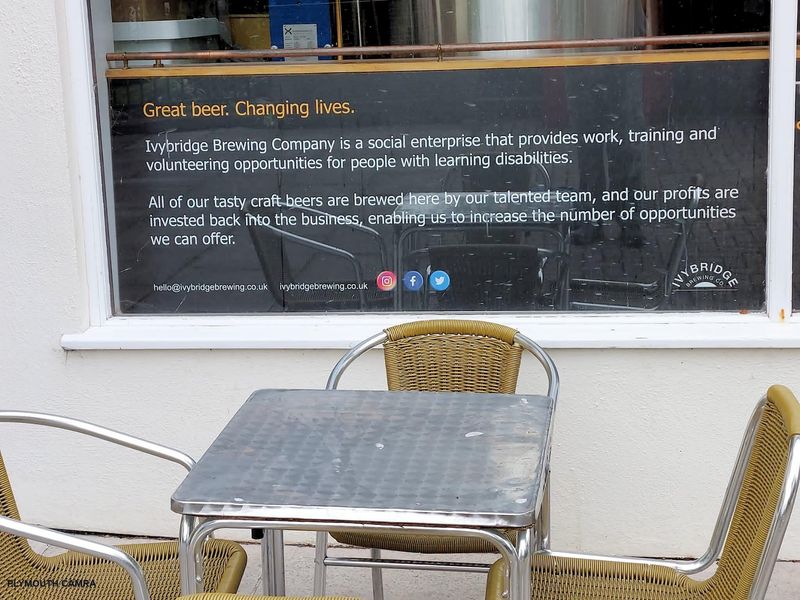 Great beer. Changing lives.
Ivybridge Brewing Company is a social enterprise that provides work, training and
volunteering opportunities for people with learning disabilities.
All of our tasty craft beers are brewed here by our talented team, and our profits are
invested back into the business, enabling us to increase the number of opportunities
we can offer.
hello@ivybridgebrewing.co.uk ivybridgebrewing.co.uk
IVYBRIDGE
BREWING CO.
PLYMOUTH CAMRA